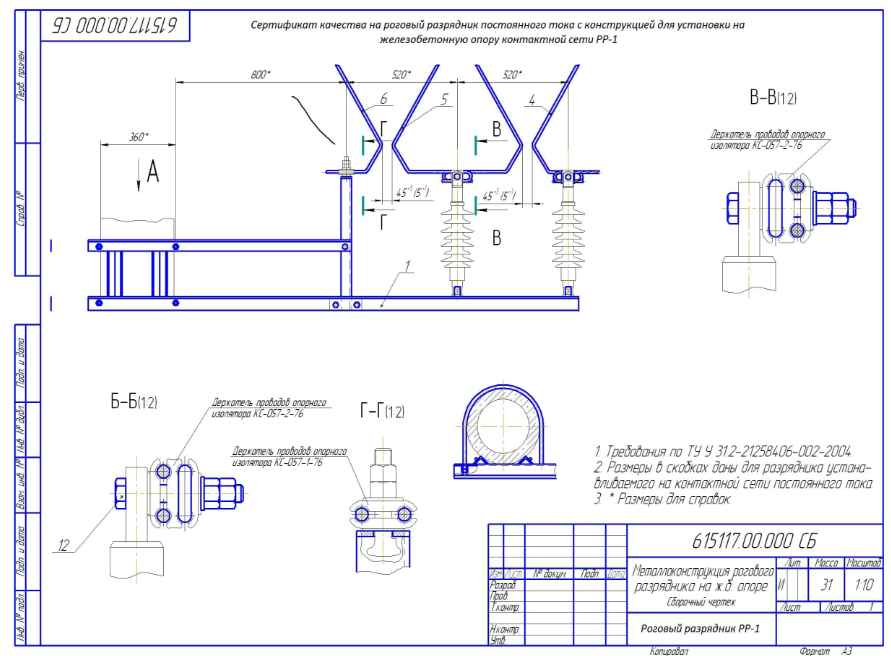 615117.00.000 СБ
Сертификат качества на роговый разрядник постоянного тока с конструкцией для установки на
железобетонную опору контактной сети РР-1
Перв. примен
Справ. №
Подп. и дата
Инв. № дубл.
Взам. инв. №
Подп. и дата
Инв. № подл.
800*
520*
520*
360*
А
6
5
4
Г
В
45⁺⁵ (5⁺¹)
45⁺⁵ (5⁺¹)
Г
В
1
В-В(1:2)
Держатель проводов опорного
изолятора КС-057-2-76
Б-Б(1:2)
Держатель проводов опорного
изолятора КС-057-2-76
12
Г-Г(1:2)
Держатель проводов опорного
изолятора КС-057-1-76
1 Требования по ТУ У 31.2-21258406-002-2004.
2. Размеры в скобках даны для разрядника устана-
вливаемого на контактной сети постоянного тока.
3 * Размеры для справок
615117.00.000 СБ
Изм Лист № докум Подп. Дата
Разраб.
Пров.
Т.контр.
Н.контр.
Утв.
Металлоконструкция рогового
разрядника на ж.б. опоре
Сборочный чертеж
Лит. Масса Масштаб
И 31 1:10
Лист Листов 1
Роговый разрядник РР-1
Копировал Формат А3